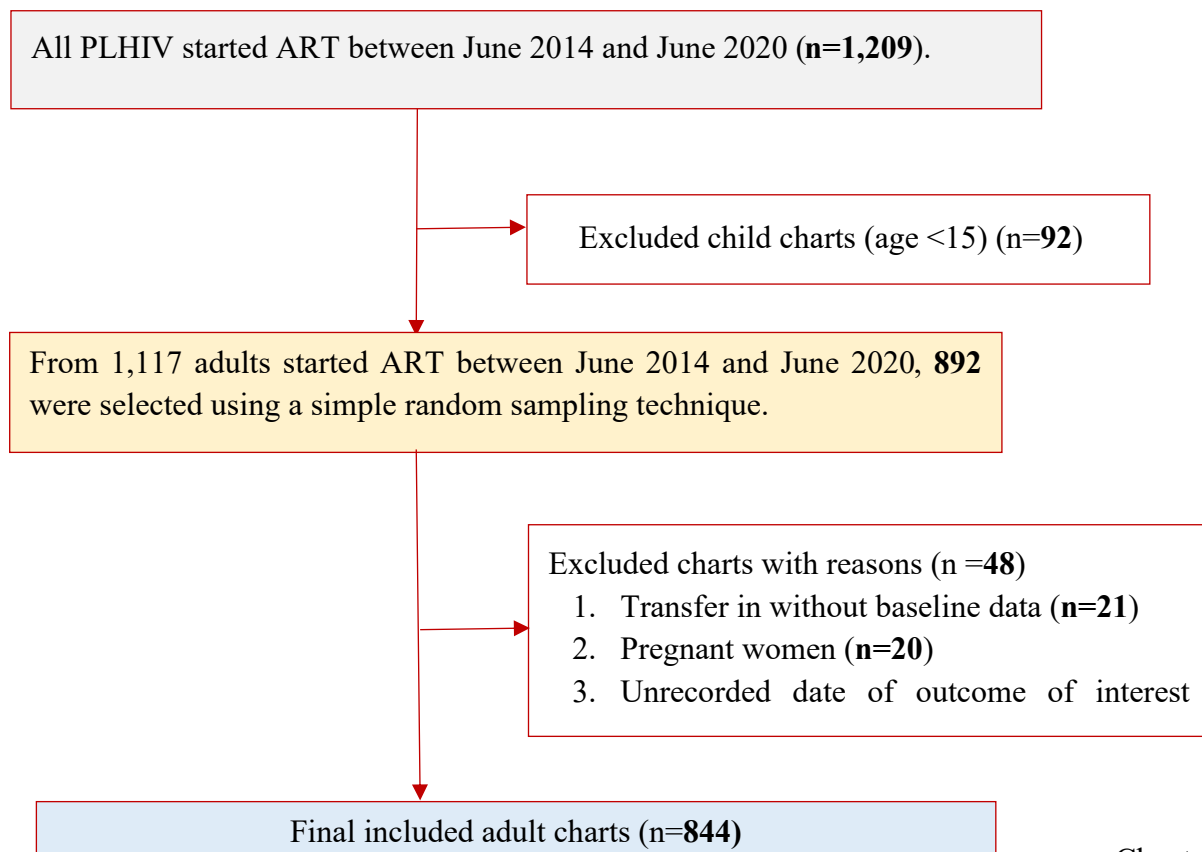 All PLHIV started ART between June 2014 and June 2020 (n=1,209).
Excluded child charts (age <15) (n=92)
From 1,117 adults started ART between June 2014 and June 2020, 892
were selected using a simple random sampling technique.
Excluded charts with reasons (n =48)
1. Transfer in without baseline data (n=21)
2. Pregnant women (n=20)
3. Unrecorded date of outcome of interest
Final included adult charts (n=844)